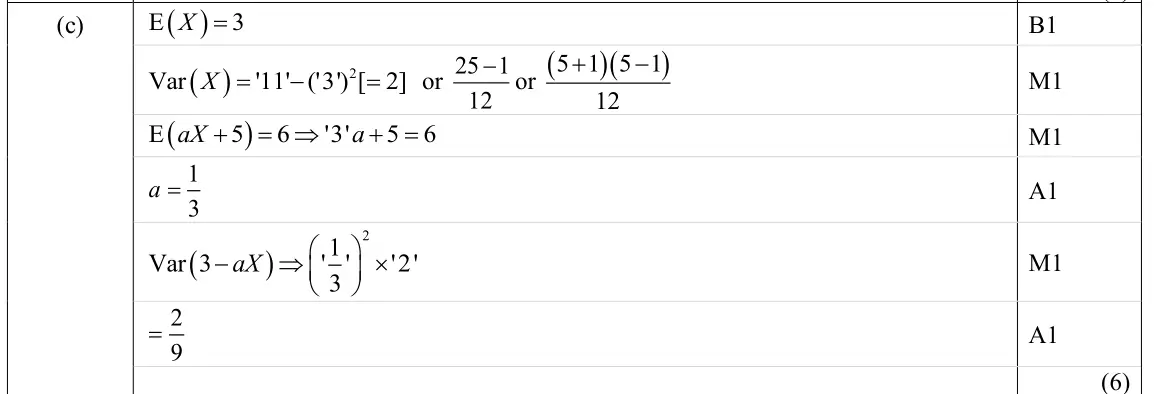 (c) E(X) = 3 B1
Var(X) = '11' − ('3')² [= 2] or (25 − 1)/12 or ((5 + 1)(5 − 1))/12 M1
E(aX + 5) = 6 ⇒ '3' a + 5 = 6 M1
a = 1/3 A1
Var(3 − aX) ⇒ ('1/3')² × '2' M1
= 2/9 A1
(6)